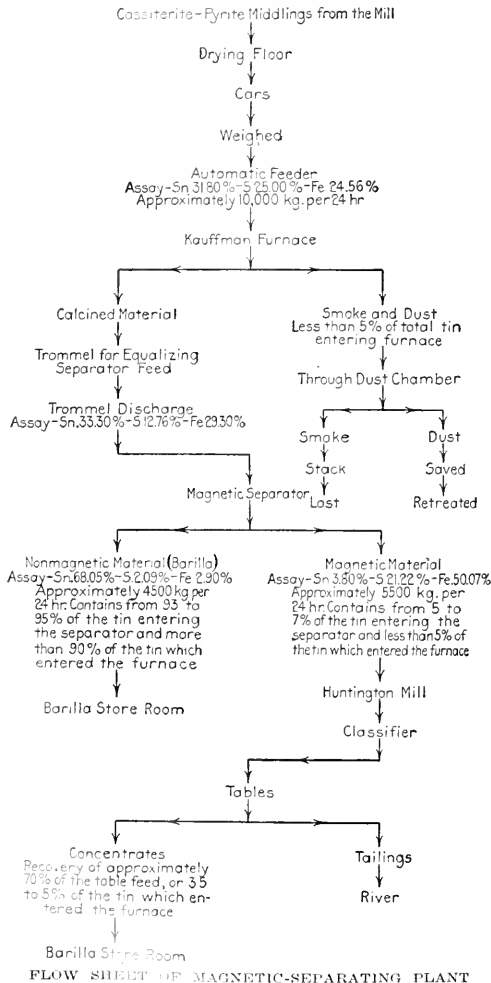 Cassiterite-Pyrite Middlings from the Mill
Drying Floor
Cars
Weighed
Automatic Feeder
Assay-Sn. 31.80%-S 25.00%-Fe 24.56%
Approximately 10,000 kg. per 24 hr
Kauffman Furnace
Calcined Material
Trommel for Equalizing
Separator Feed
Trommel Discharge
Assay-Sn. 33.30%-S 12.76%-Fe 29.30%
Smoke and Dust
Less than 5% of total tin
entering furnace
Through Dust Chamber
Smoke
Stack
Lost
Dust
Saved
Retreated
Magnetic Separator
Nonmagnetic Material (Barilla)
Assay-Sn. 68.05%-S. 2.09%-Fe 2.90%
Approximately 4500 kg per
24 hr. Contains from 93 to
95% of the tin entering
the separator and more
than 90% of the tin which
entered the furnace
Barilla Store Room
Magnetic Material
Assay-Sn 3.60%-S 21.22%-Fe. 50.07%
Approximately 5500 kg. per
24 hr. Contains from 5 to
7% of the tin entering the
separator and less than 5% of
the tin which entered the furnace
Huntington Mill
Classifier
Tables
Concentrates
Recovery of approximately
70% of the table feed, or 3.5
to 5% of the tin which en-
tered the furnace
Barilla Store Room
Tailings
River
FLOW SHEET OF MAGNETIC-SEPARATING PLANT